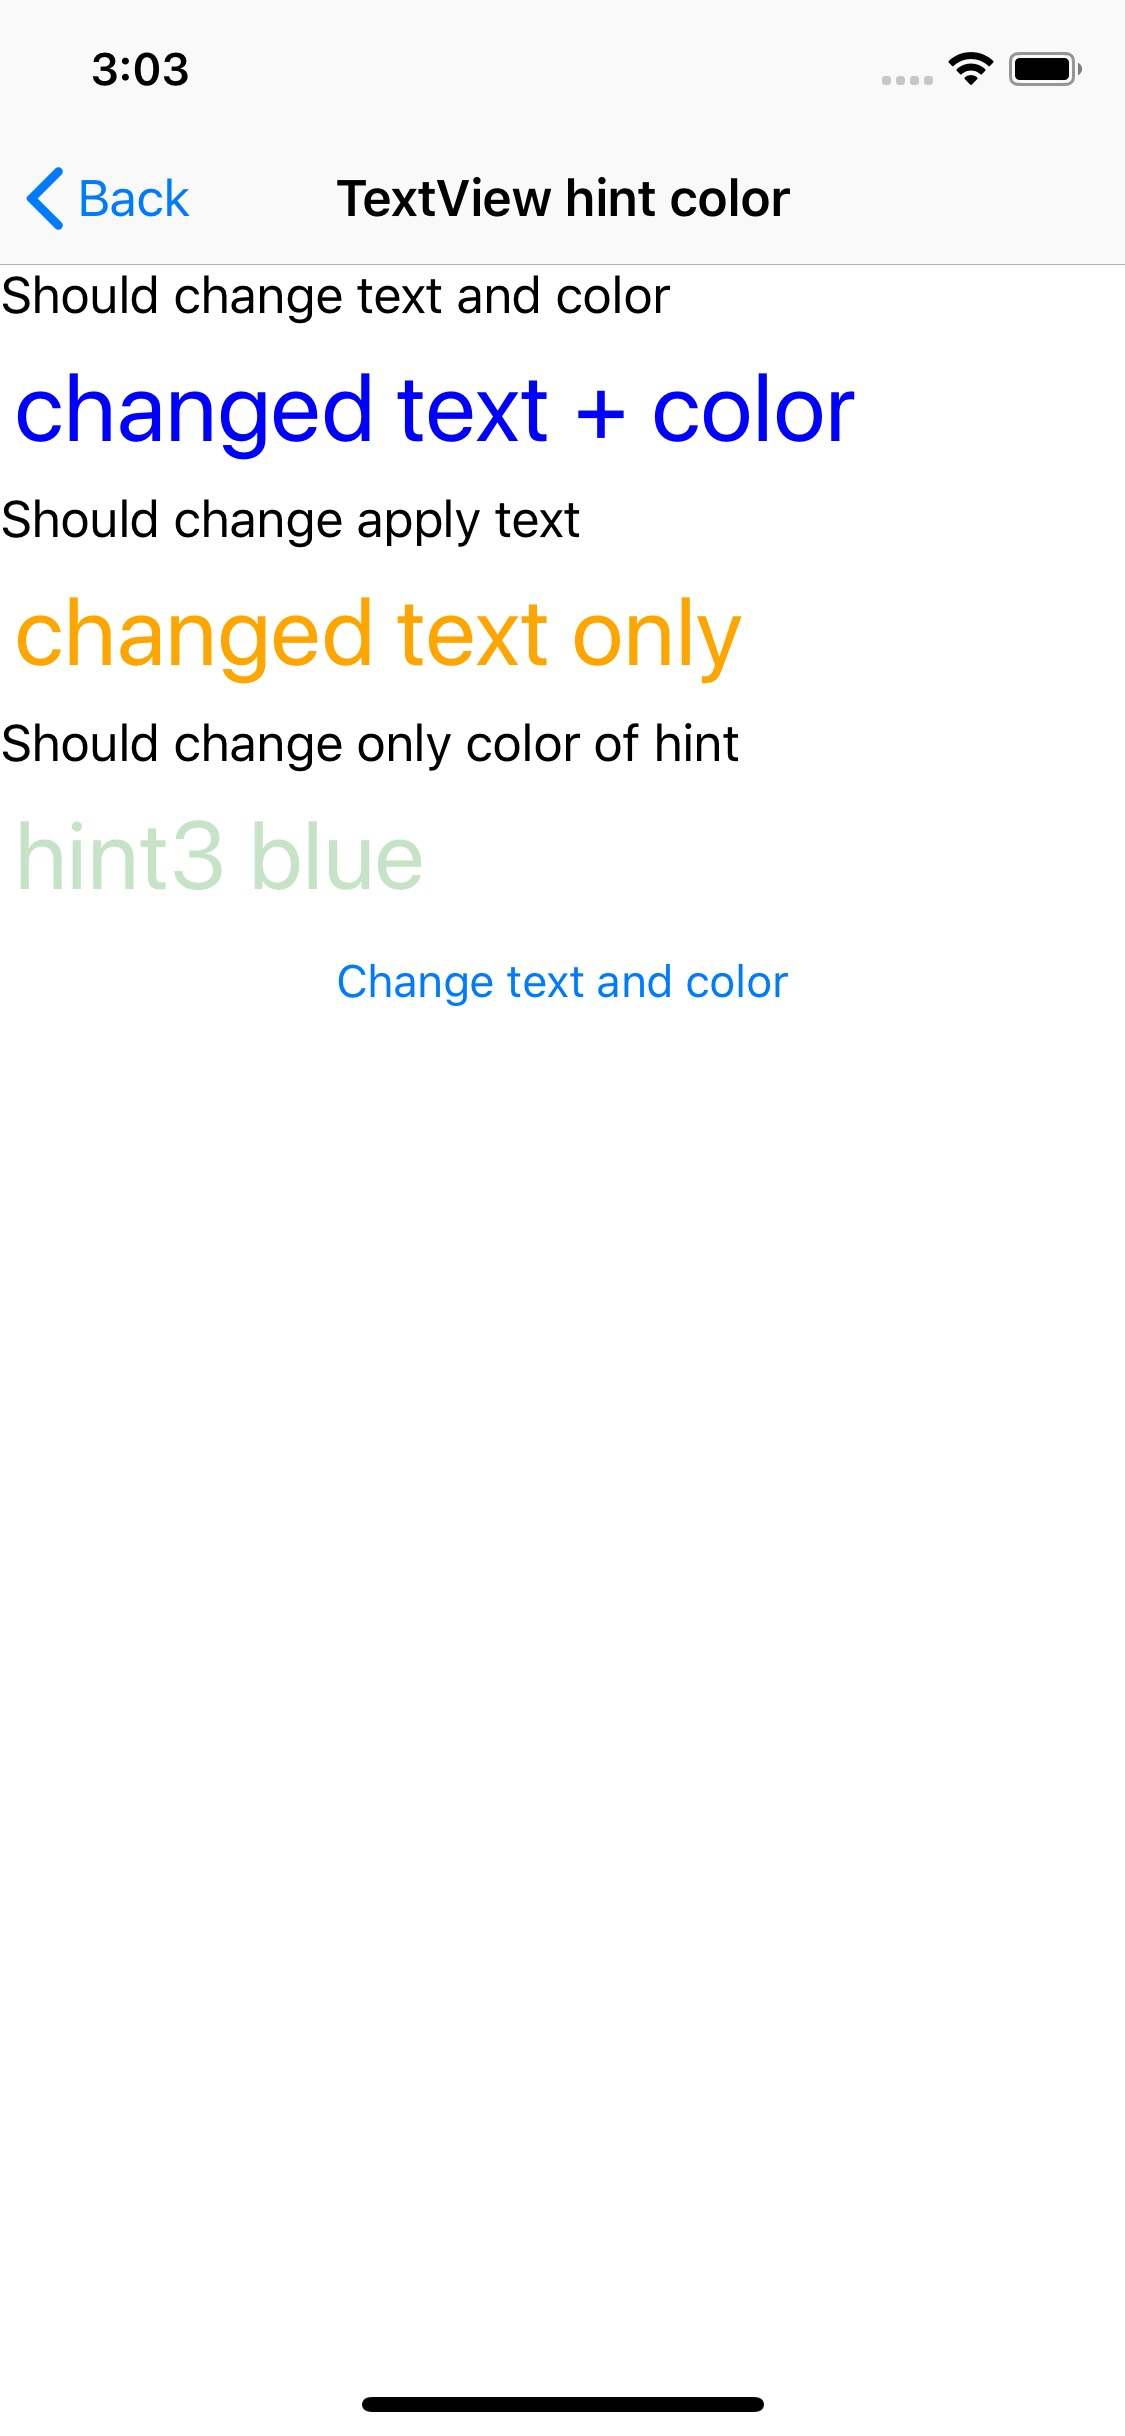 3:03
Back
TextView hint color
Should change text and color
changed text + color
Should change apply text
changed text only
Should change only color of hint
hint3 blue
Change text and color